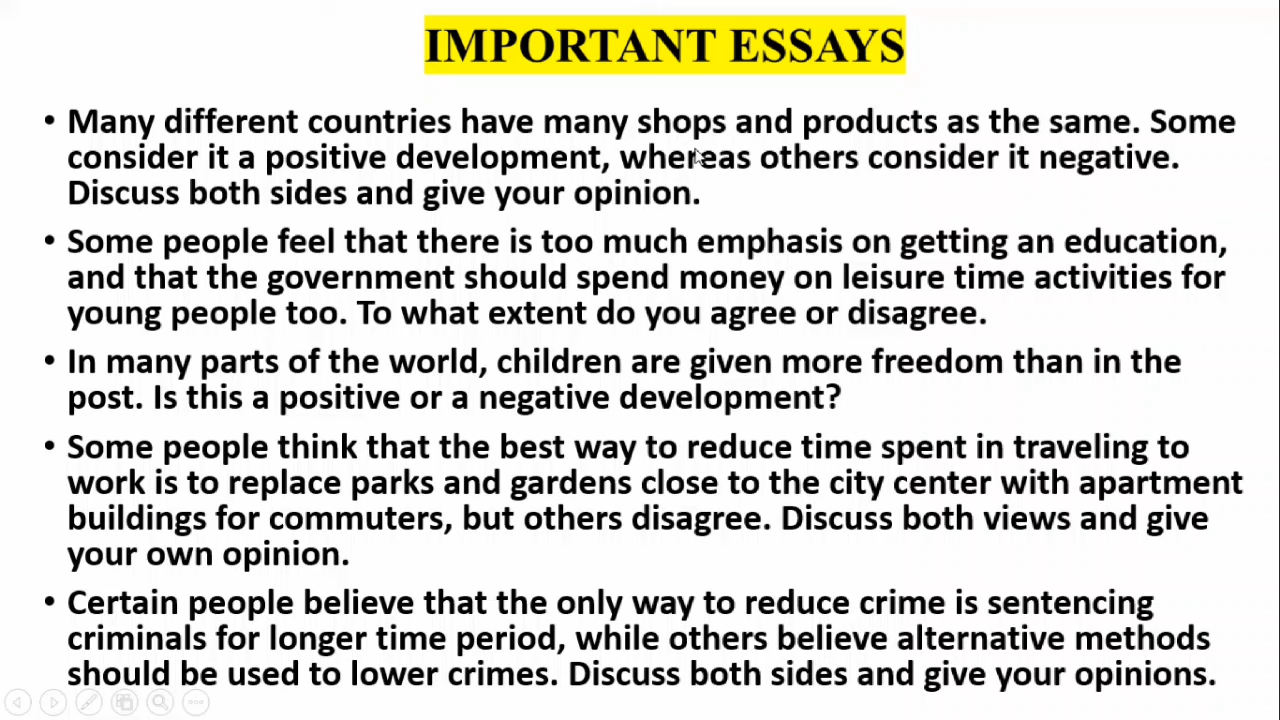 IMPORTANT ESSAYS
• Many different countries have many shops and products as the same. Some
consider it a positive development, whereas others consider it negative.
Discuss both sides and give your opinion.
• Some people feel that there is too much emphasis on getting an education,
and that the government should spend money on leisure time activities for
young people too. To what extent do you agree or disagree.
• In many parts of the world, children are given more freedom than in the
post. Is this a positive or a negative development?
• Some people think that the best way to reduce time spent in traveling to
work is to replace parks and gardens close to the city center with apartment
buildings for commuters, but others disagree. Discuss both views and give
your own opinion.
• Certain people believe that the only way to reduce crime is sentencing
criminals for longer time period, while others believe alternative methods
should be used to lower crimes. Discuss both sides and give your opinions.